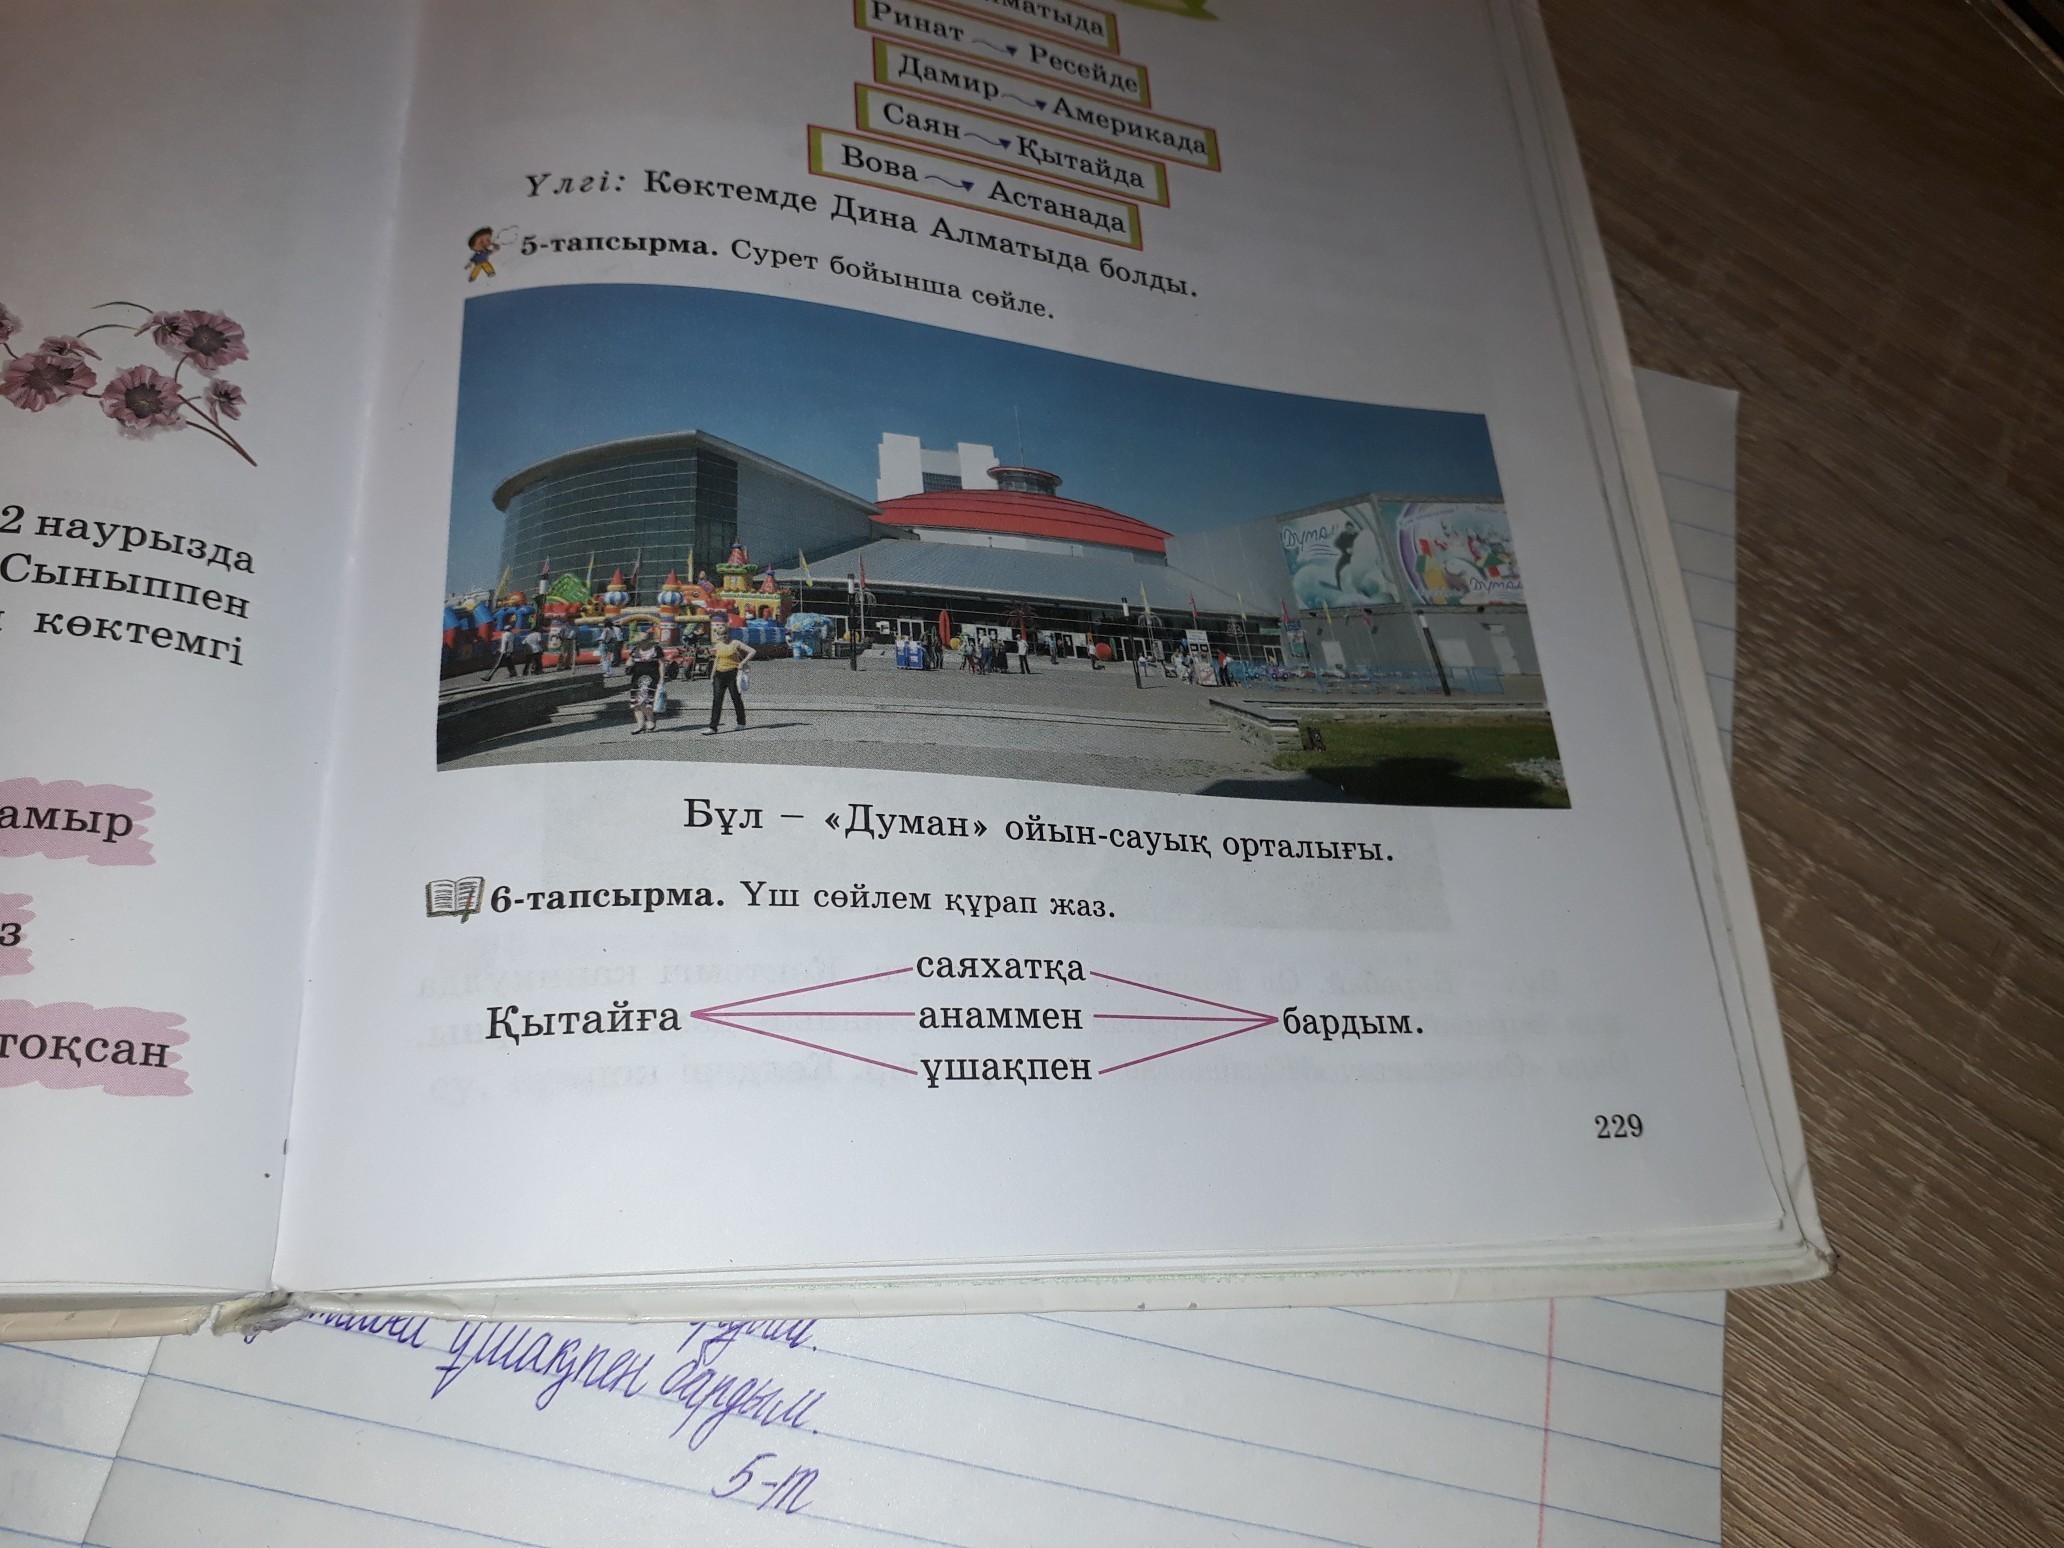 Ринат Ресейде
Дамир Америкада
Саян Қытайда
Вова Астанада
Үлгі: Көктемде Дина Алматыда болды.
5-тапсырма. Сурет бойынша сөйле.
2 наурызда
Сыныппен
көктемгі
Думан
Думан
Бұл – «Думан» ойын-сауық орталығы.
6-тапсырма. Үш сөйлем құрап жаз.
саяхатқа
Қытайға анаммен бардым.
ұшақпен
тоқсан
229
ұшақпен бардым.
5-т